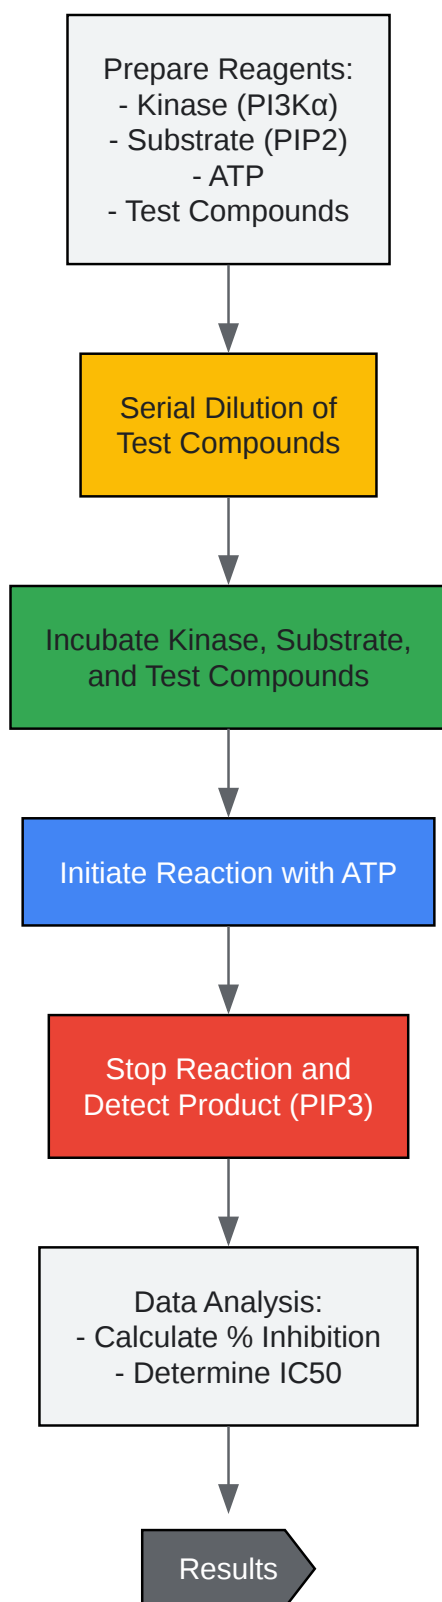 Prepare Reagents:
- Kinase (PI3Kα)
- Substrate (PIP2)
- ATP
- Test Compounds
Serial Dilution of
Test Compounds
Incubate Kinase, Substrate,
and Test Compounds
Initiate Reaction with ATP
Stop Reaction and
Detect Product (PIP3)
Data Analysis:
- Calculate % Inhibition
- Determine IC50
Results